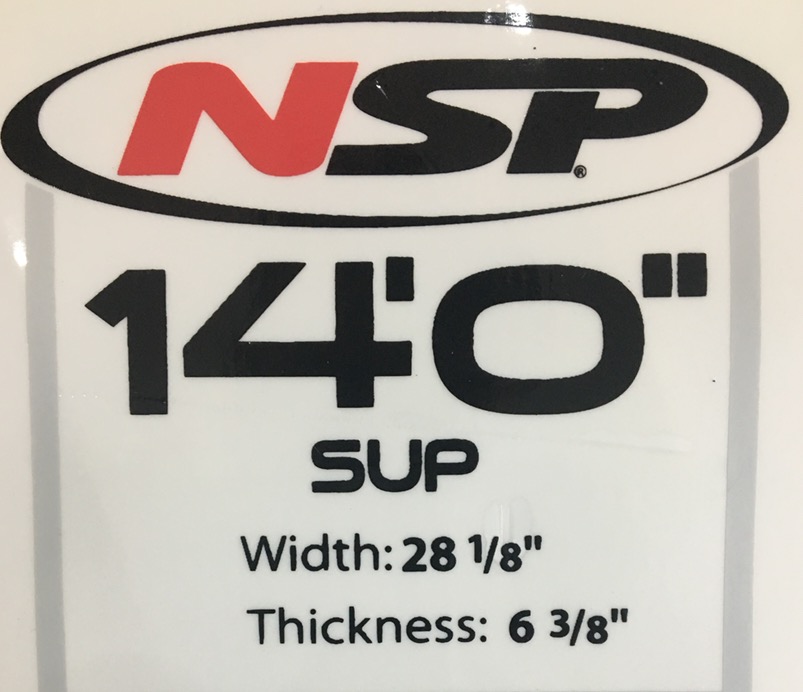 NSP®
14'0"
SUP
Width: 28 1/8"
Thickness: 6 3/8"